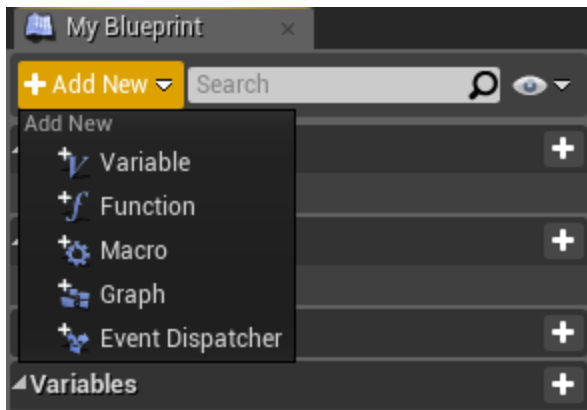 My Blueprint
Add New Search
Add New
Variable
Function
Macro
Graph
Event Dispatcher
Variables